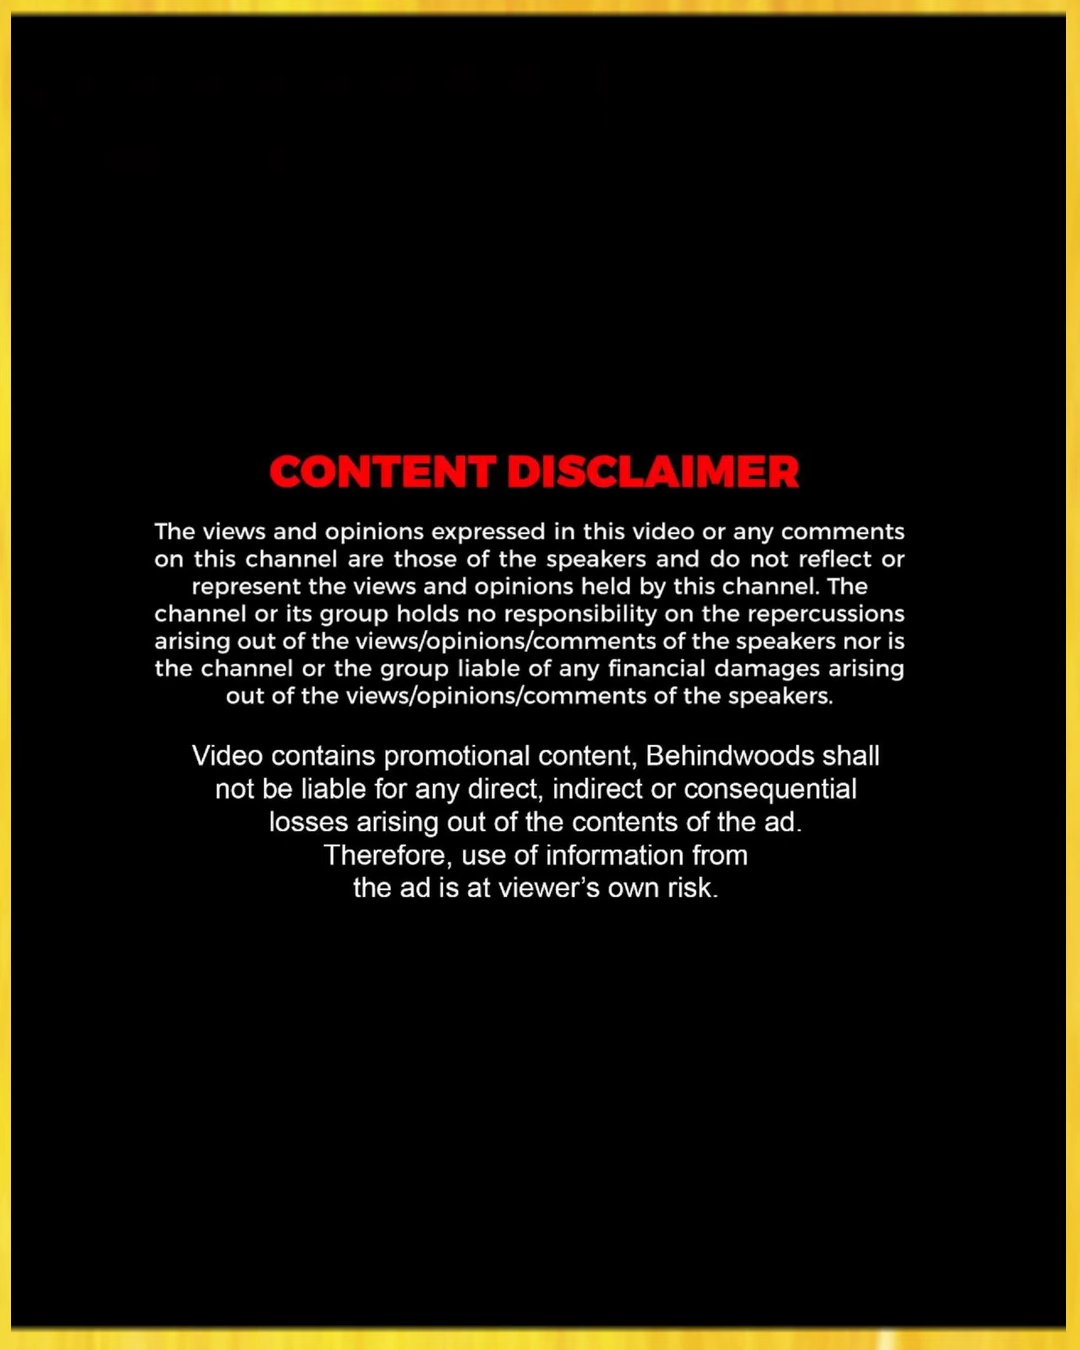 CONTENT DISCLAIMER
The views and opinions expressed in this video or any comments
on this channel are those of the speakers and do not reflect or
represent the views and opinions held by this channel. The
channel or its group holds no responsibility on the repercussions
arising out of the views/opinions/comments of the speakers nor is
the channel or the group liable of any financial damages arising
out of the views/opinions/comments of the speakers.
Video contains promotional content, Behindwoods shall
not be liable for any direct, indirect or consequential
losses arising out of the contents of the ad.
Therefore, use of information from
the ad is at viewer’s own risk.